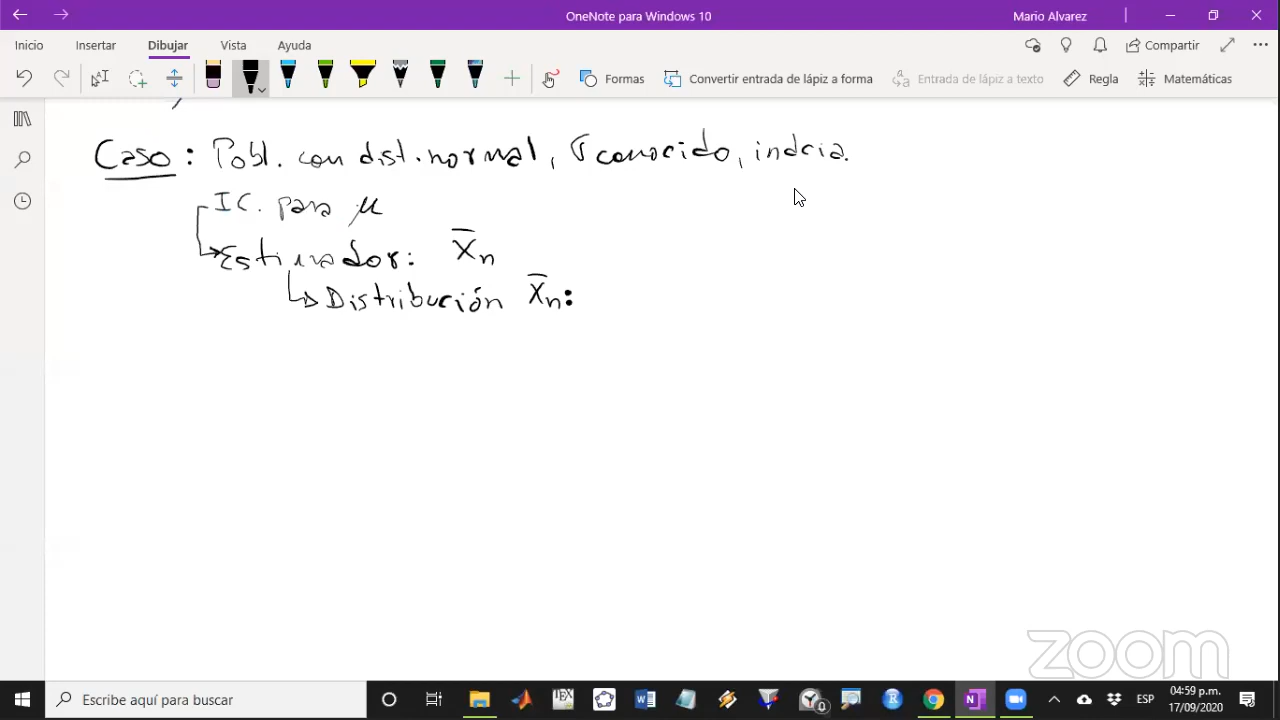 OneNote para Windows 10
Mario Alvarez
Inicio Insertar Dibujar Vista Ayuda
Compartir
Formas Convertir entrada de lápiz a forma Entrada de lápiz a texto Regla Matemáticas
Caso: Pobl. con dist. normal, σ conocido, indcia.
IC. para μ
Estimador: X̄n
Distribución X̄n:
zoom
Escribe aquí para buscar
ESP
04:59 p.m.
17/09/2020